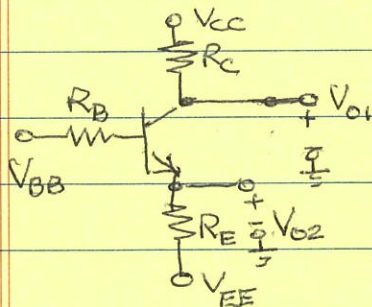 VCC
RC
RB
VO1
+
-
VBB
+
-
RE
VO2
VEE